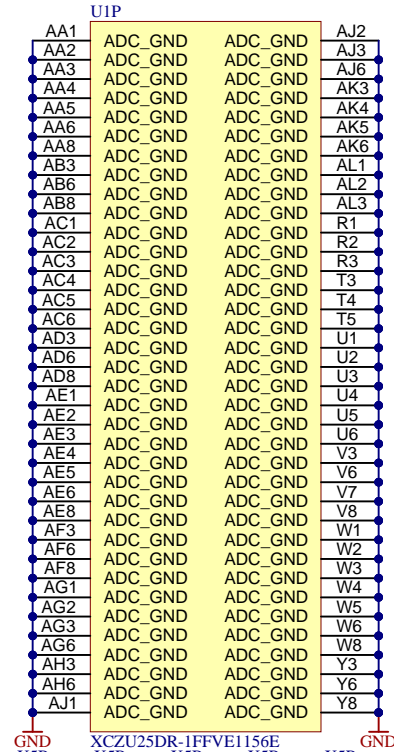 U1P
AA1 ADC_GND ADC_GND AJ2
AA2 ADC_GND ADC_GND AJ3
AA3 ADC_GND ADC_GND AJ6
AA4 ADC_GND ADC_GND AK3
AA5 ADC_GND ADC_GND AK4
AA6 ADC_GND ADC_GND AK5
AA8 ADC_GND ADC_GND AK6
AB3 ADC_GND ADC_GND AL1
AB6 ADC_GND ADC_GND AL2
AB8 ADC_GND ADC_GND AL3
AC1 ADC_GND ADC_GND R1
AC2 ADC_GND ADC_GND R2
AC3 ADC_GND ADC_GND R3
AC4 ADC_GND ADC_GND T3
AC5 ADC_GND ADC_GND T4
AC6 ADC_GND ADC_GND T5
AD3 ADC_GND ADC_GND U1
AD6 ADC_GND ADC_GND U2
AD8 ADC_GND ADC_GND U3
AE1 ADC_GND ADC_GND U4
AE2 ADC_GND ADC_GND U5
AE3 ADC_GND ADC_GND U6
AE4 ADC_GND ADC_GND V3
AE5 ADC_GND ADC_GND V6
AE6 ADC_GND ADC_GND V7
AE8 ADC_GND ADC_GND V8
AF3 ADC_GND ADC_GND W1
AF6 ADC_GND ADC_GND W2
AF8 ADC_GND ADC_GND W3
AG1 ADC_GND ADC_GND W4
AG2 ADC_GND ADC_GND W5
AG3 ADC_GND ADC_GND W6
AG6 ADC_GND ADC_GND W8
AH3 ADC_GND ADC_GND Y3
AH6 ADC_GND ADC_GND Y6
AJ1 ADC_GND ADC_GND Y8
GND XCZU25DR-1FFVE1156E GND